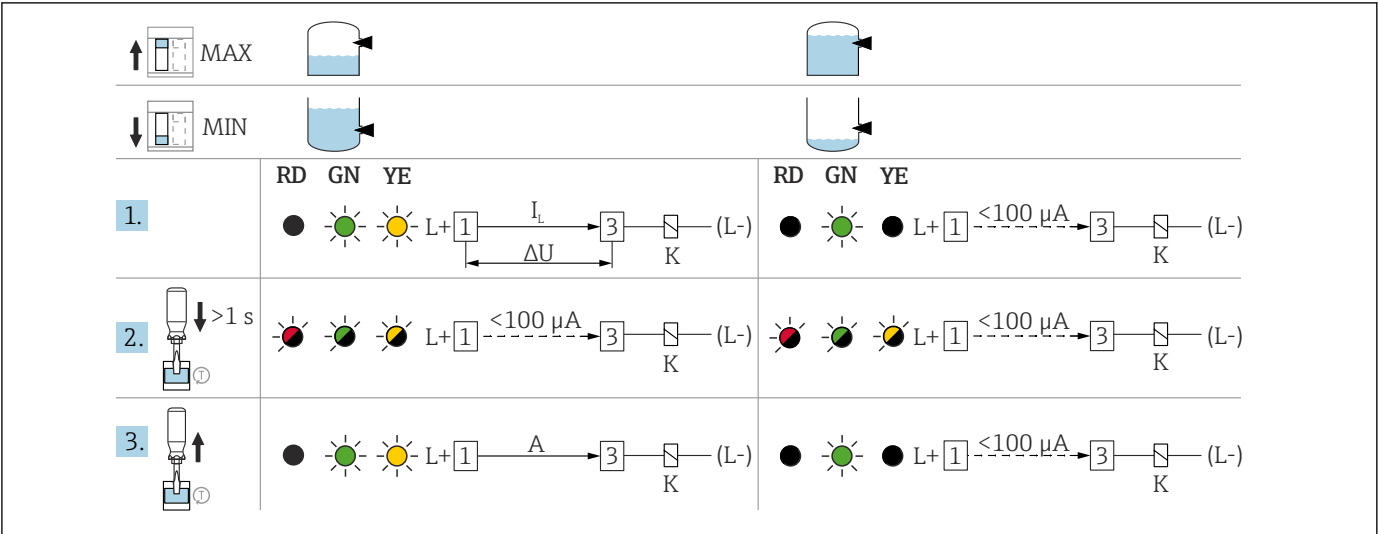 MAX
MIN
RD GN YE RD GN YE
1. L+ 1 I_L 3 (L-) L+ 1 <100 µA 3 (L-)
ΔU K K
2. >1 s L+ 1 <100 µA 3 (L-) L+ 1 <100 µA 3 (L-)
T K K
3. L+ 1 A 3 (L-) L+ 1 <100 µA 3 (L-)
T K K